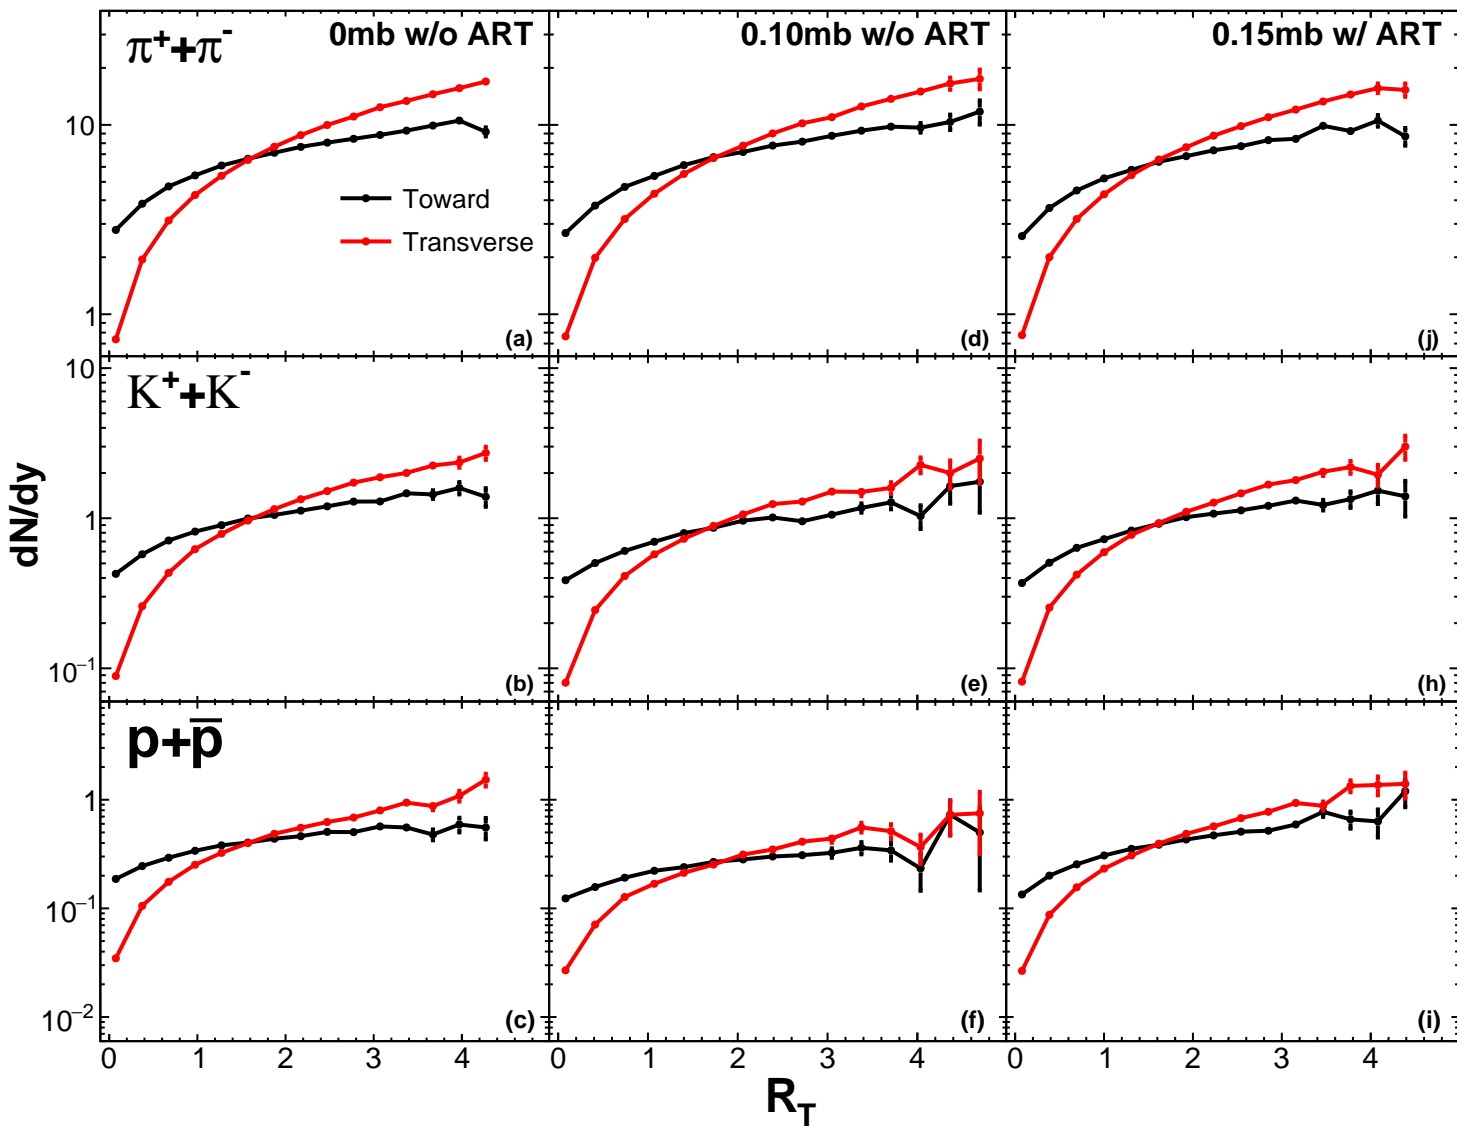 π⁺+π⁻ 0mb w/o ART 0.10mb w/o ART 0.15mb w/ ART
10
Toward
Transverse
1
(a) (d) (j)
10
K⁺+K⁻
1
10⁻¹
(b) (e) (h)
dN/dy
p+p̅
1
10⁻¹
10⁻²
(c) (f) (i)
0 1 2 3 4 0 1 2 3 4 0 1 2 3 4
R_T